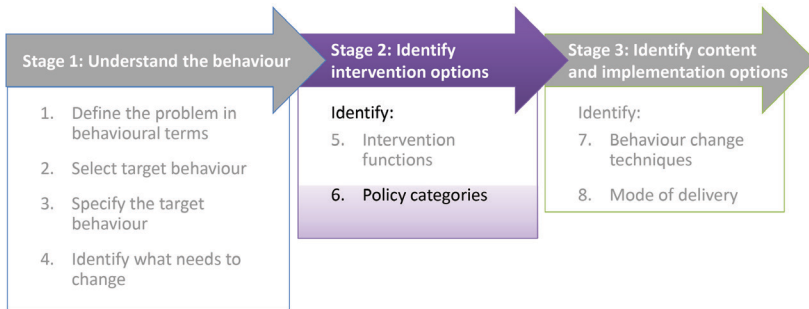 Stage 1: Understand the behaviour
1. Define the problem in
behavioural terms
2. Select target behaviour
3. Specify the target
behaviour
4. Identify what needs to
change
Stage 2: Identify
intervention options
Identify:
5. Intervention
functions
6. Policy categories
Stage 3: Identify content
and implementation options
Identify:
7. Behaviour change
techniques
8. Mode of delivery